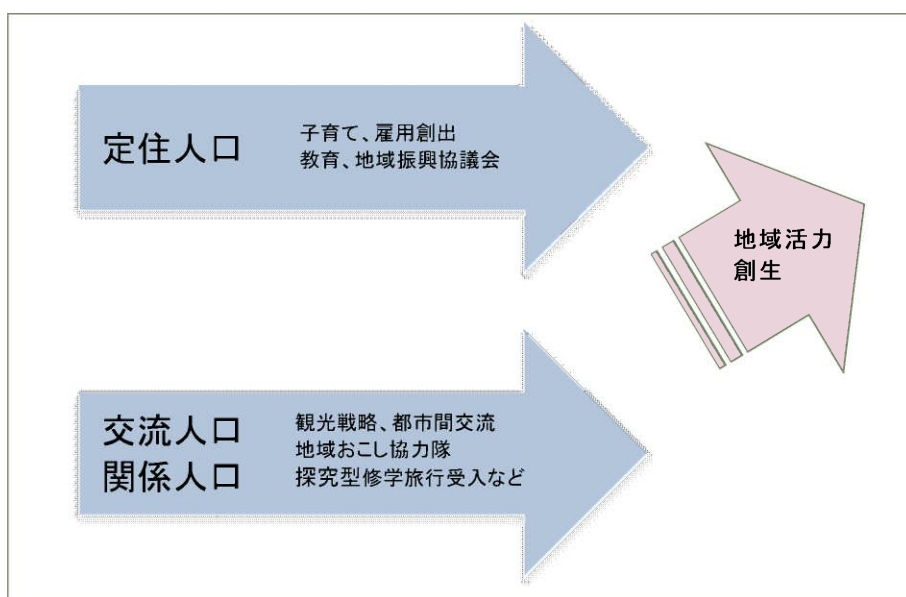 定住人口
子育て、雇用創出
教育、地域振興協議会
地域活力
創生
交流人口
関係人口
観光戦略、都市間交流
地域おこし協力隊
探究型修学旅行受入など